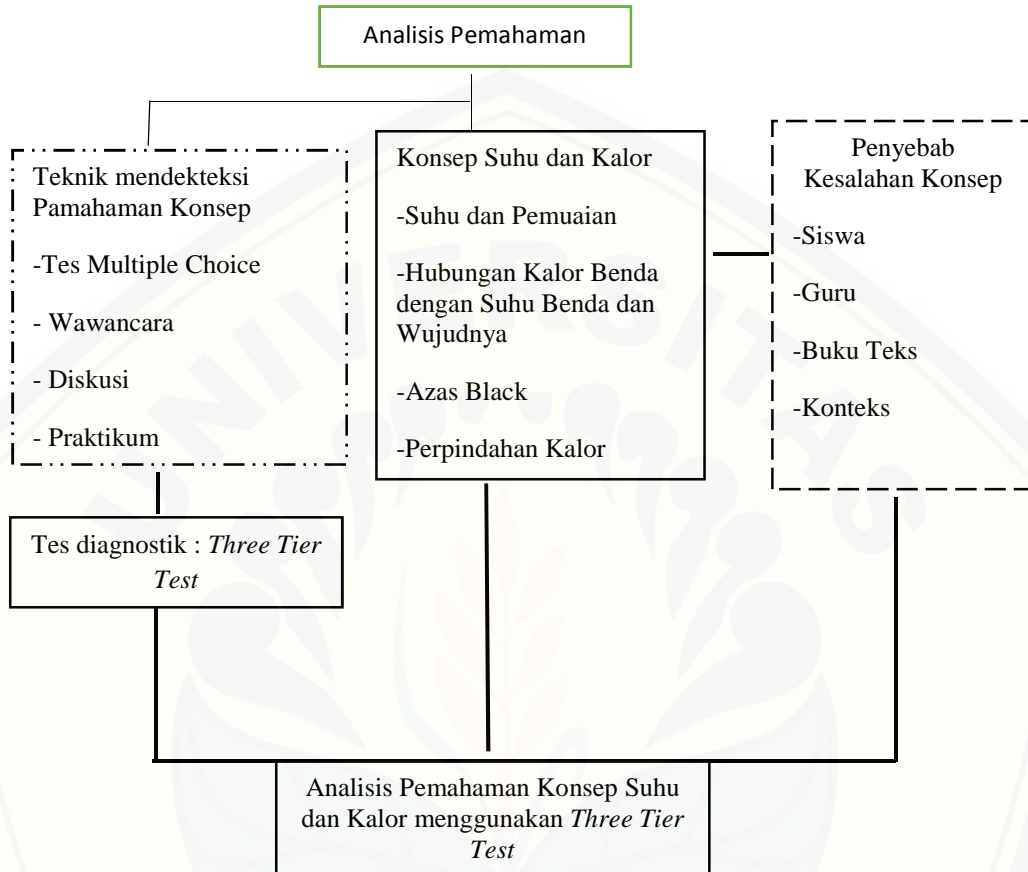 Analisis Pemahaman
Teknik mendekteksi
Pamahaman Konsep
-Tes Multiple Choice
- Wawancara
- Diskusi
- Praktikum
Konsep Suhu dan Kalor
-Suhu dan Pemuaian
-Hubungan Kalor Benda
dengan Suhu Benda dan
Wujudnya
-Azas Black
-Perpindahan Kalor
Penyebab
Kesalahan Konsep
-Siswa
-Guru
-Buku Teks
-Konteks
Tes diagnostik : Three Tier
Test
Analisis Pemahaman Konsep Suhu
dan Kalor menggunakan Three Tier
Test
UNIVERSITAS